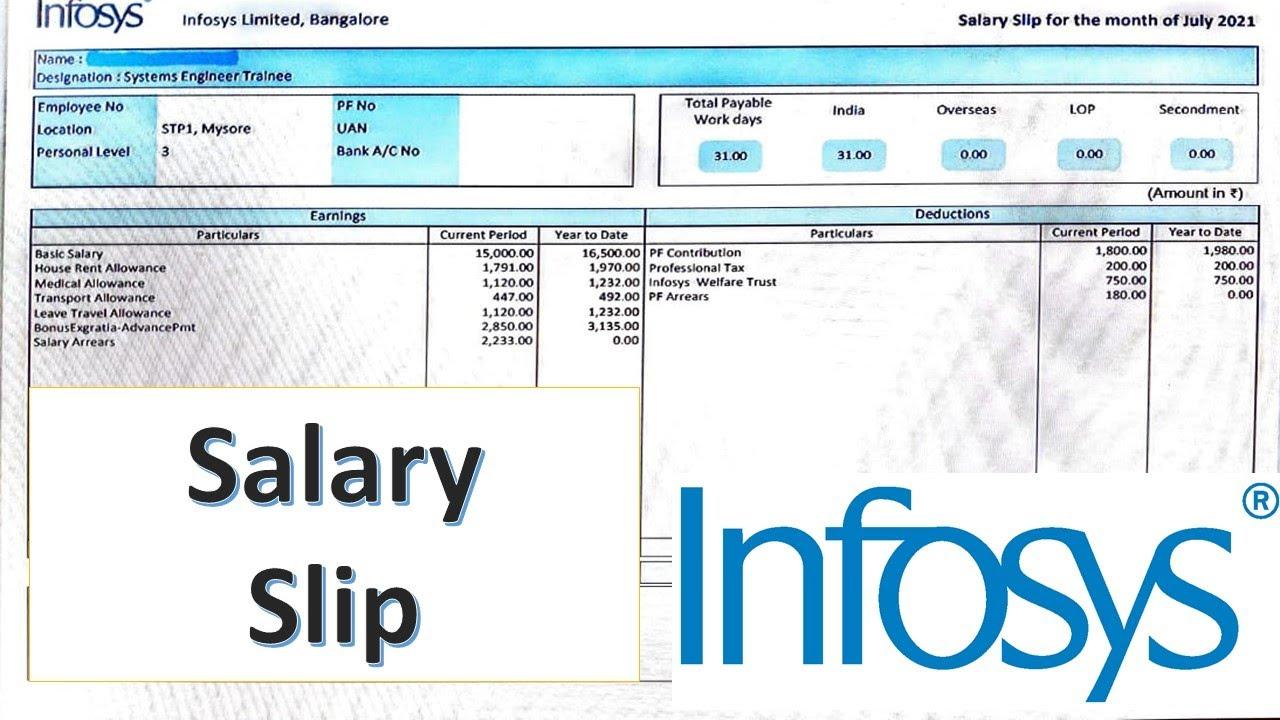 Infosys Infosys Limited, Bangalore Salary Slip for the month of July 2021
Name :
Designation : Systems Engineer Trainee
Employee No PF No
Location STP1, Mysore UAN
Personal Level 3 Bank A/C No
Total Payable Work days India Overseas LOP Secondment
31.00 31.00 0.00 0.00 0.00
(Amount in ₹)
Earnings Deductions
Particulars Current Period Year to Date Particulars Current Period Year to Date
Basic Salary 15,000.00 16,500.00 PF Contribution 1,800.00 1,980.00
House Rent Allowance 1,791.00 1,970.00 Professional Tax 200.00 200.00
Medical Allowance 1,120.00 1,232.00 Infosys Welfare Trust 750.00 750.00
Transport Allowance 447.00 492.00 PF Arrears 180.00 0.00
Leave Travel Allowance 1,120.00 1,232.00
BonusExgratia-AdvancePmt 2,850.00 3,135.00
Salary Arrears 2,233.00 0.00
Salary
Slip
Infosys®